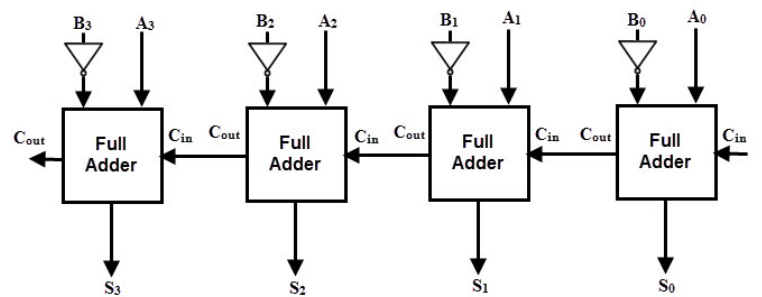 B3 A3 B2 A2 B1 A1 B0 A0
Cout Full Adder Cin Cout Full Adder Cin Cout Full Adder Cin Cout Full Adder Cin
S3 S2 S1 S0